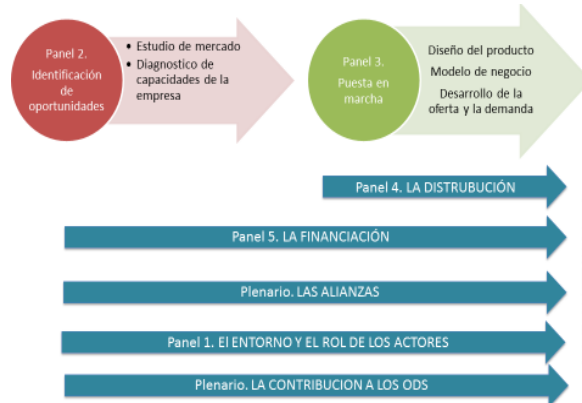 Panel 2.
Identificación
de
oportunidades
• Estudio de mercado
• Diagnostico de
capacidades de la
empresa
Panel 3.
Puesta en
marcha
Diseño del producto
Modelo de negocio
Desarrollo de la
oferta y la demanda
Panel 4. LA DISTRUBUCIÓN
Panel 5. LA FINANCIACIÓN
Plenario. LAS ALIANZAS
Panel 1. El ENTORNO Y EL ROL DE LOS ACTORES
Plenario. LA CONTRIBUCION A LOS ODS